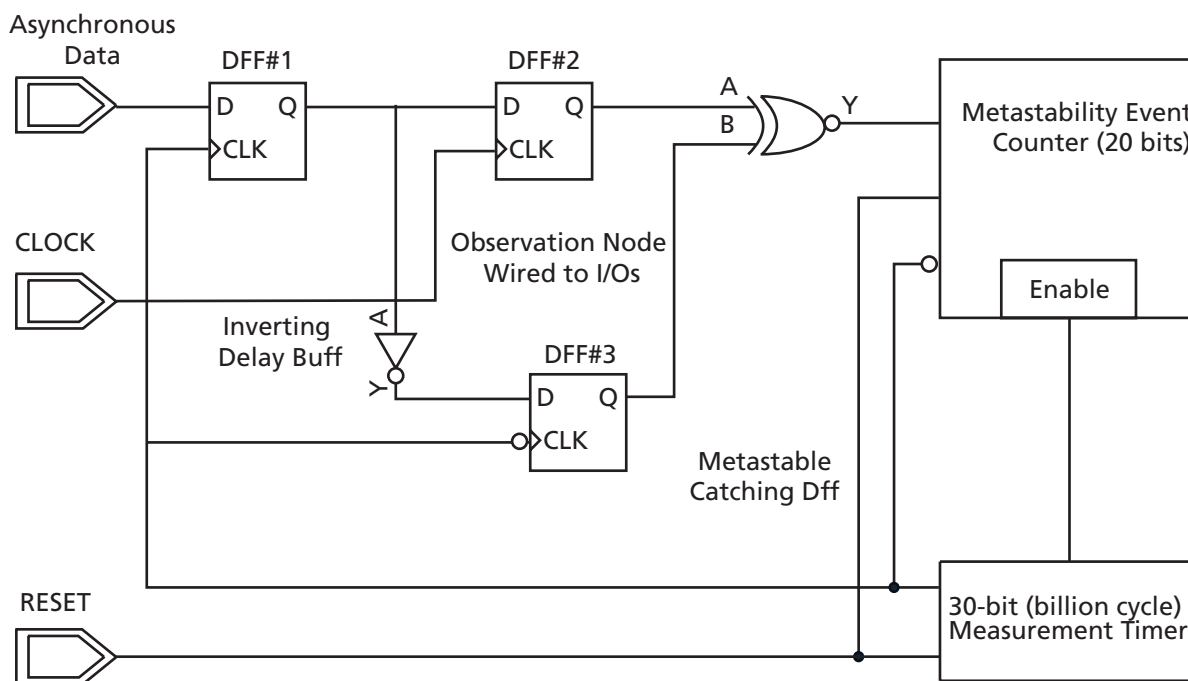 Asynchronous
Data
DFF#1
DFF#2
D
Q
CLK
D
Q
CLK
A
B
Y
Metastability Event
Counter (20 bits)
CLOCK
Observation Node
Wired to I/Os
Enable
Inverting
Delay Buff
A
Y
DFF#3
D
Q
CLK
Metastable
Catching Dff
RESET
30-bit (billion cycle)
Measurement Timer